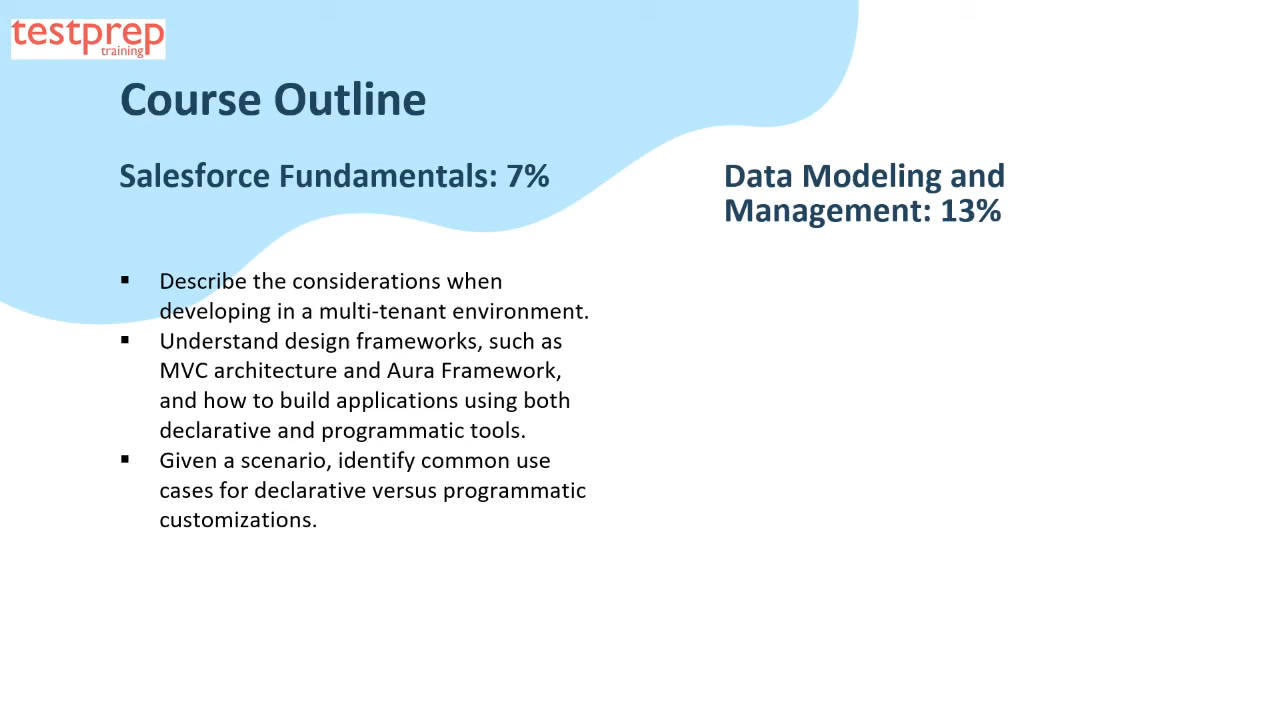 testprep
training
Course Outline
Salesforce Fundamentals: 7%
▪ Describe the considerations when
developing in a multi-tenant environment.
▪ Understand design frameworks, such as
MVC architecture and Aura Framework,
and how to build applications using both
declarative and programmatic tools.
▪ Given a scenario, identify common use
cases for declarative versus programmatic
customizations.
Data Modeling and
Management: 13%